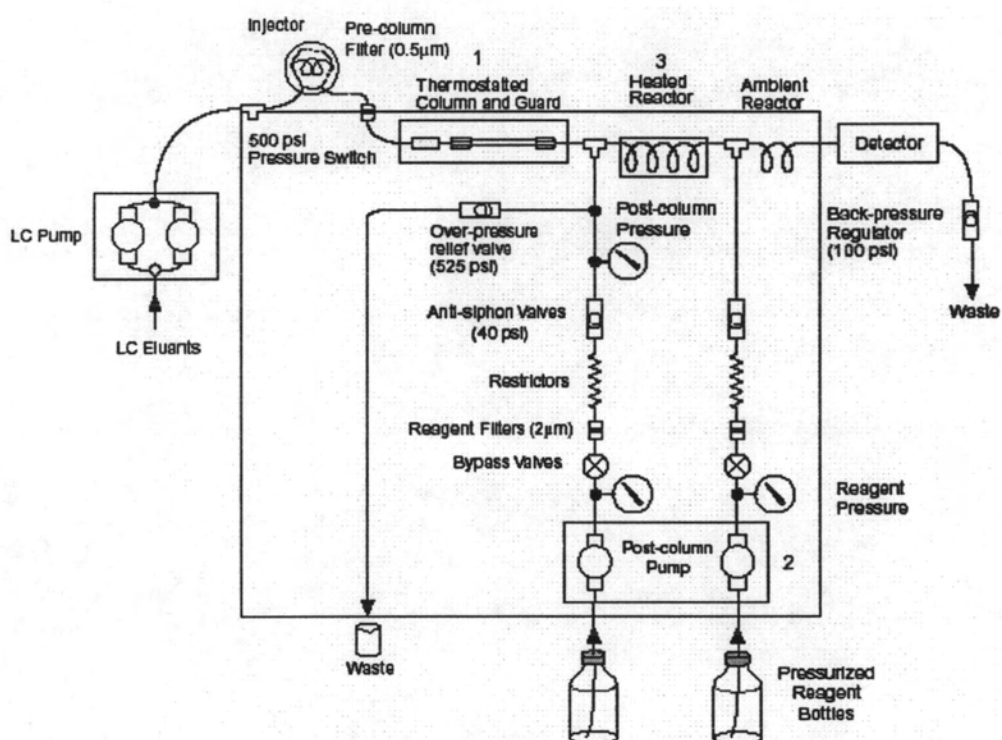 Injector
Pre-column
Filter (0.5µm)
1
Thermostatted
Column and Guard
3
Heated
Reactor
Ambient
Reactor
500 psi
Pressure Switch
Detector
LC Pump
Over-pressure
relief valve
(525 psi)
Post-column
Pressure
Back-pressure
Regulator
(100 psi)
Waste
LC Eluants
Anti-siphon Valves
(40 psi)
Restrictors
Reagent Filters (2µm)
Bypass Valves
Reagent
Pressure
Post-column
Pump
2
Waste
Pressurized
Reagent
Bottles